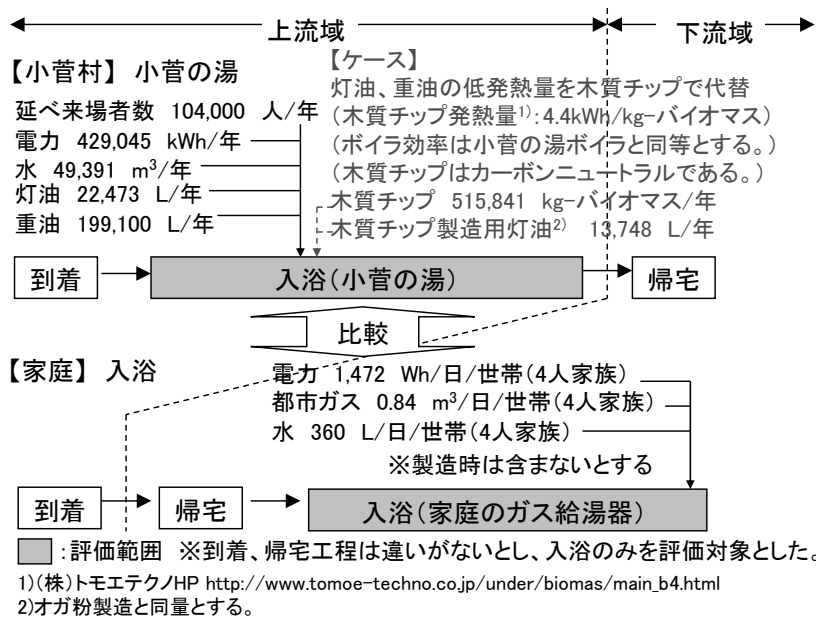 上流域
下流域
【小菅村】 小菅の湯
延べ来場者数 104,000 人/年
電力 429,045 kWh/年
水 49,391 m³/年
灯油 22,473 L/年
重油 199,100 L/年
【ケース】
灯油、重油の低発熱量を木質チップで代替
(木質チップ発熱量1):4.4kWh/kg-バイオマス)
(ボイラ効率は小菅の湯ボイラと同等とする。)
(木質チップはカーボンニュートラルである。)
木質チップ 515,841 kg-バイオマス/年
木質チップ製造用灯油2) 13,748 L/年
到着
入浴(小菅の湯)
帰宅
比較
【家庭】 入浴
電力 1,472 Wh/日/世帯(4人家族)
都市ガス 0.84 m³/日/世帯(4人家族)
水 360 L/日/世帯(4人家族)
※製造時は含まないとする
到着
帰宅
入浴(家庭のガス給湯器)
:評価範囲 ※到着、帰宅工程は違いがないとし、入浴のみを評価対象とした。
1)(株)トモエテクノHP http://www.tomoe-techno.co.jp/under/biomas/main_b4.html
2)オガ粉製造と同量とする。